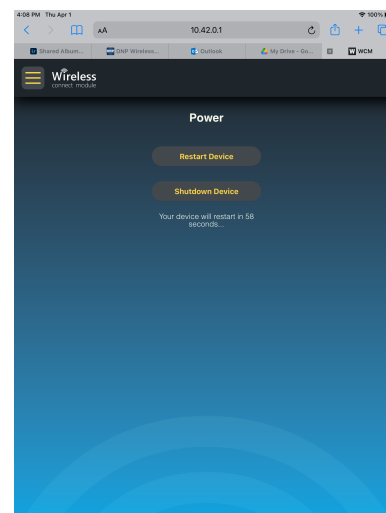 4:08 PM Thu Apr 1
100%
AA
10.42.0.1
Shared Album...
DNP Wireless...
Outlook
My Drive - Go...
W WCM
Wireless
connect module
Power
Restart Device
Shutdown Device
Your device will restart in 58
seconds...